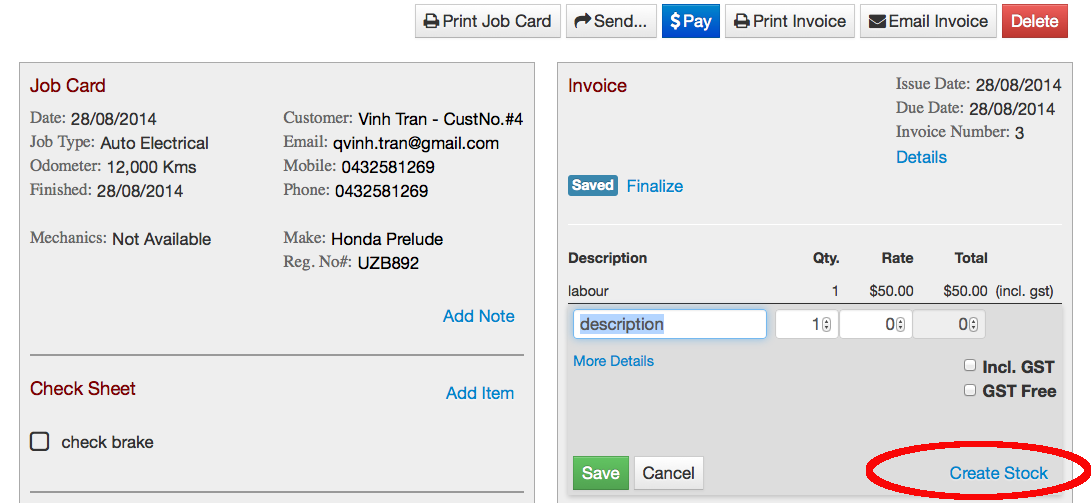 Print Job Card Send... $ Pay Print Invoice Email Invoice Delete
Job Card
Date: 28/08/2014
Job Type: Auto Electrical
Odometer: 12,000 Kms
Finished: 28/08/2014
Mechanics: Not Available
Customer: Vinh Tran - CustNo.#4
Email: qvinh.tran@gmail.com
Mobile: 0432581269
Phone: 0432581269
Make: Honda Prelude
Reg. No#: UZB892
Add Note
Check Sheet
Add Item
check brake
Invoice
Issue Date: 28/08/2014
Due Date: 28/08/2014
Invoice Number: 3
Details
Saved Finalize
Description Qty. Rate Total
labour 1 $50.00 $50.00 (incl. gst)
description 1 0 0
More Details
Incl. GST
GST Free
Save Cancel Create Stock